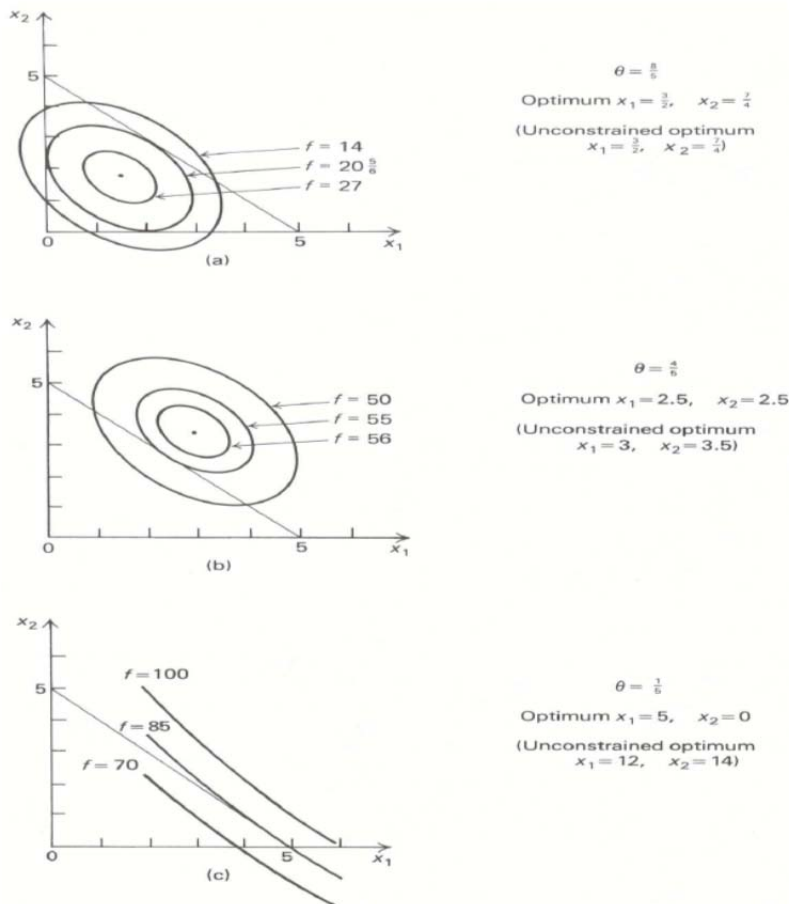 x₂
5
θ = 8/5
Optimum x₁ = 3/2, x₂ = 7/4
(Unconstrained optimum
x₁ = 3/2, x₂ = 7/4)
f = 14
f = 20 5/6
f = 27
0
5
x₁
(a)
x₂
5
θ = 4/5
Optimum x₁ = 2.5, x₂ = 2.5
(Unconstrained optimum
x₁ = 3, x₂ = 3.5)
f = 50
f = 55
f = 56
0
5
x₁
(b)
x₂
5
f = 100
f = 85
f = 70
θ = 1/5
Optimum x₁ = 5, x₂ = 0
(Unconstrained optimum
x₁ = 12, x₂ = 14)
0
5
x₁
(c)